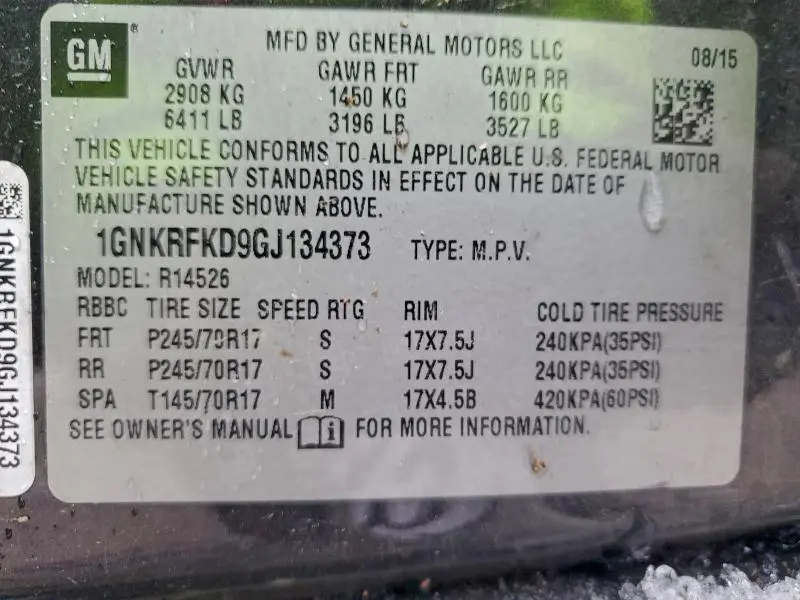 GM ®
MFD BY GENERAL MOTORS LLC
08/15
GVWR GAWR FRT GAWR RR
2908 KG 1450 KG 1600 KG
6411 LB 3196 LB 3527 LB
THIS VEHICLE CONFORMS TO ALL APPLICABLE U.S. FEDERAL MOTOR
VEHICLE SAFETY STANDARDS IN EFFECT ON THE DATE OF
MANUFACTURE SHOWN ABOVE.
1GNKRFKD9GJ134373 TYPE: M.P.V.
MODEL: R14526
RBBC TIRE SIZE SPEED RTG RIM COLD TIRE PRESSURE
FRT P245/70R17 S 17X7.5J 240KPA(35PSI)
RR P245/70R17 S 17X7.5J 240KPA(35PSI)
SPA T145/70R17 M 17X4.5B 420KPA(60PSI)
SEE OWNER'S MANUAL i FOR MORE INFORMATION.
1GNKRFKD9GJ134373